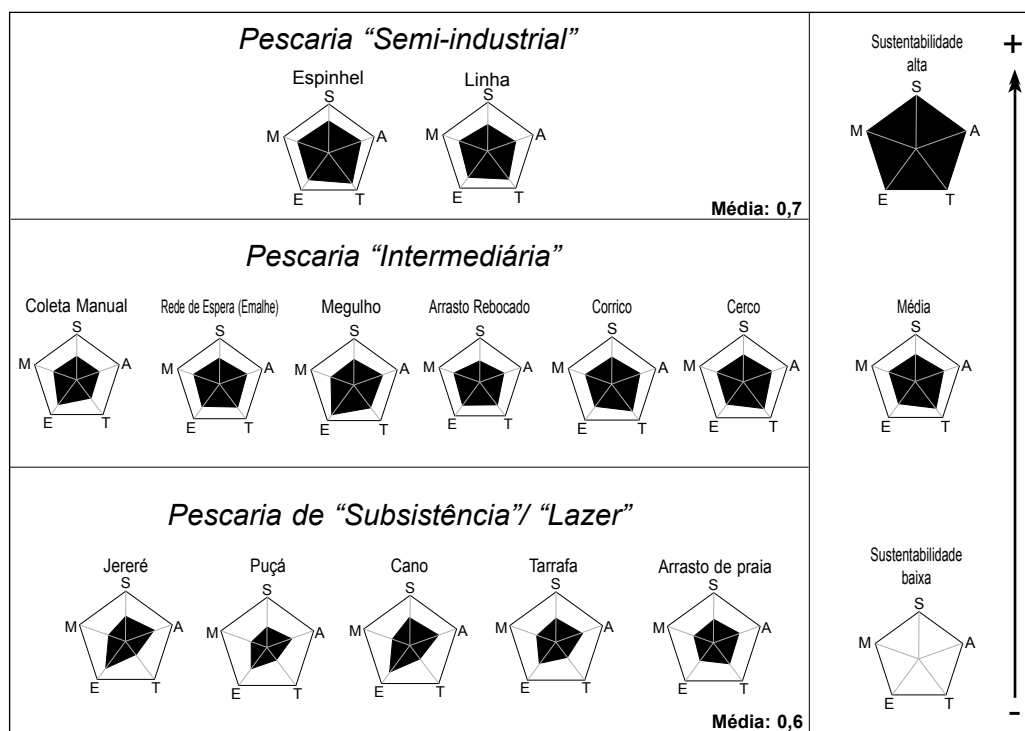 Pescaria “Semi-industrial”
Espinhel
S
M
A
E
T
Linha
S
M
A
E
T
Média: 0,7
Pescaria “Intermediária”
Coleta Manual
S
M
A
E
T
Rede de Espera (Emalhe)
S
M
A
E
T
Megulho
S
M
A
E
T
Arrasto Rebocado
S
M
A
E
T
Corrico
S
M
A
E
T
Cerco
S
M
A
E
T
Pescaria de “Subsistência”/ “Lazer”
Jereré
S
M
A
E
T
Puçá
S
M
A
E
T
Cano
S
M
A
E
T
Tarrafa
S
M
A
E
T
Arrasto de praia
S
M
A
E
T
Média: 0,6
Sustentabilidade
alta
S
M
A
E
T
Média
S
M
A
E
T
Sustentabilidade
baixa
S
M
A
E
T
+
-